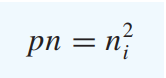 pn = n_i^2